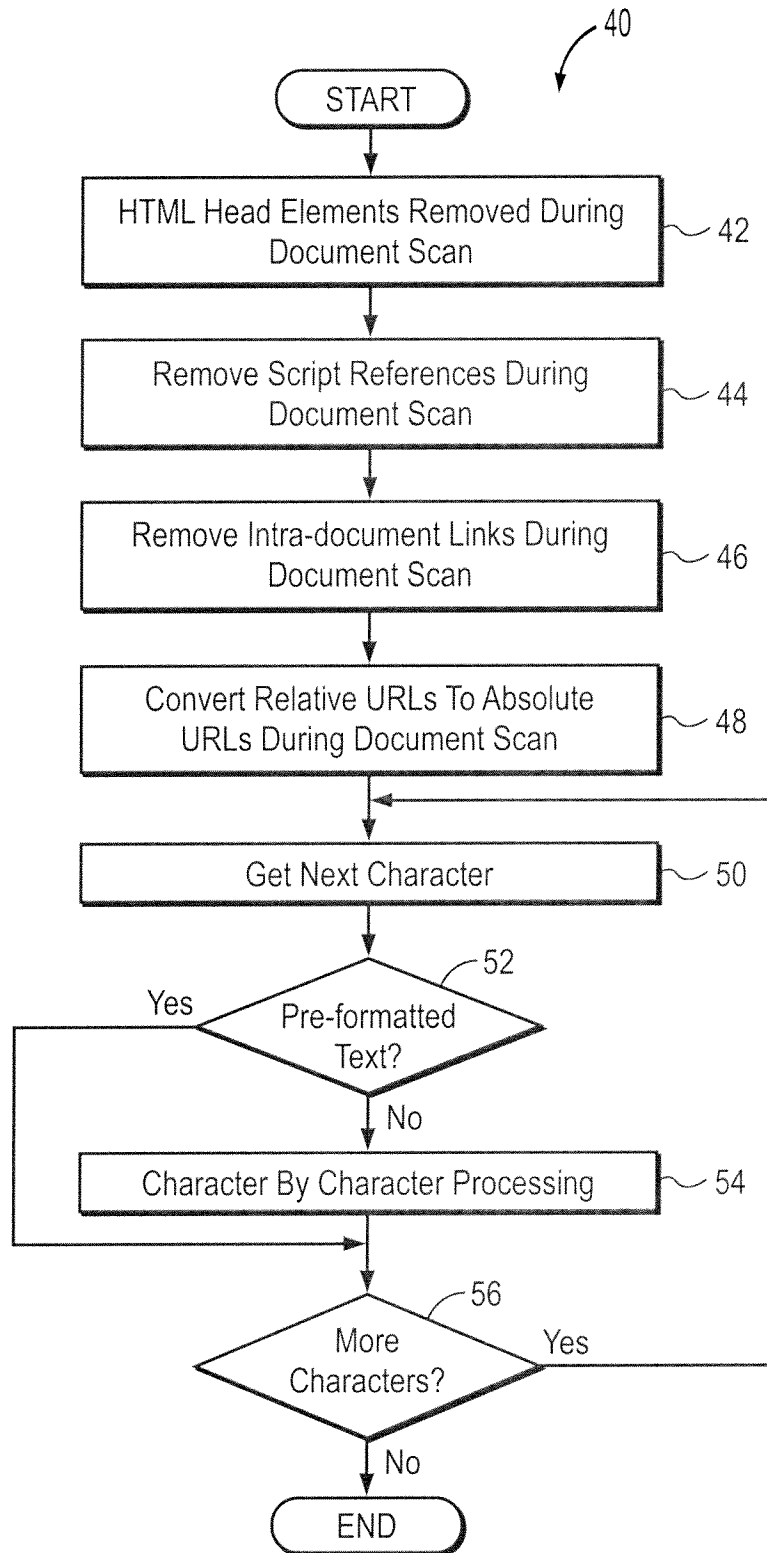 40
START
HTML Head Elements Removed During
Document Scan
42
Remove Script References During
Document Scan
44
Remove Intra-document Links During
Document Scan
46
Convert Relative URLs To Absolute
URLs During Document Scan
48
Get Next Character
50
52
Yes
Pre-formatted
Text?
No
Character By Character Processing
54
56
More
Characters?
Yes
No
END